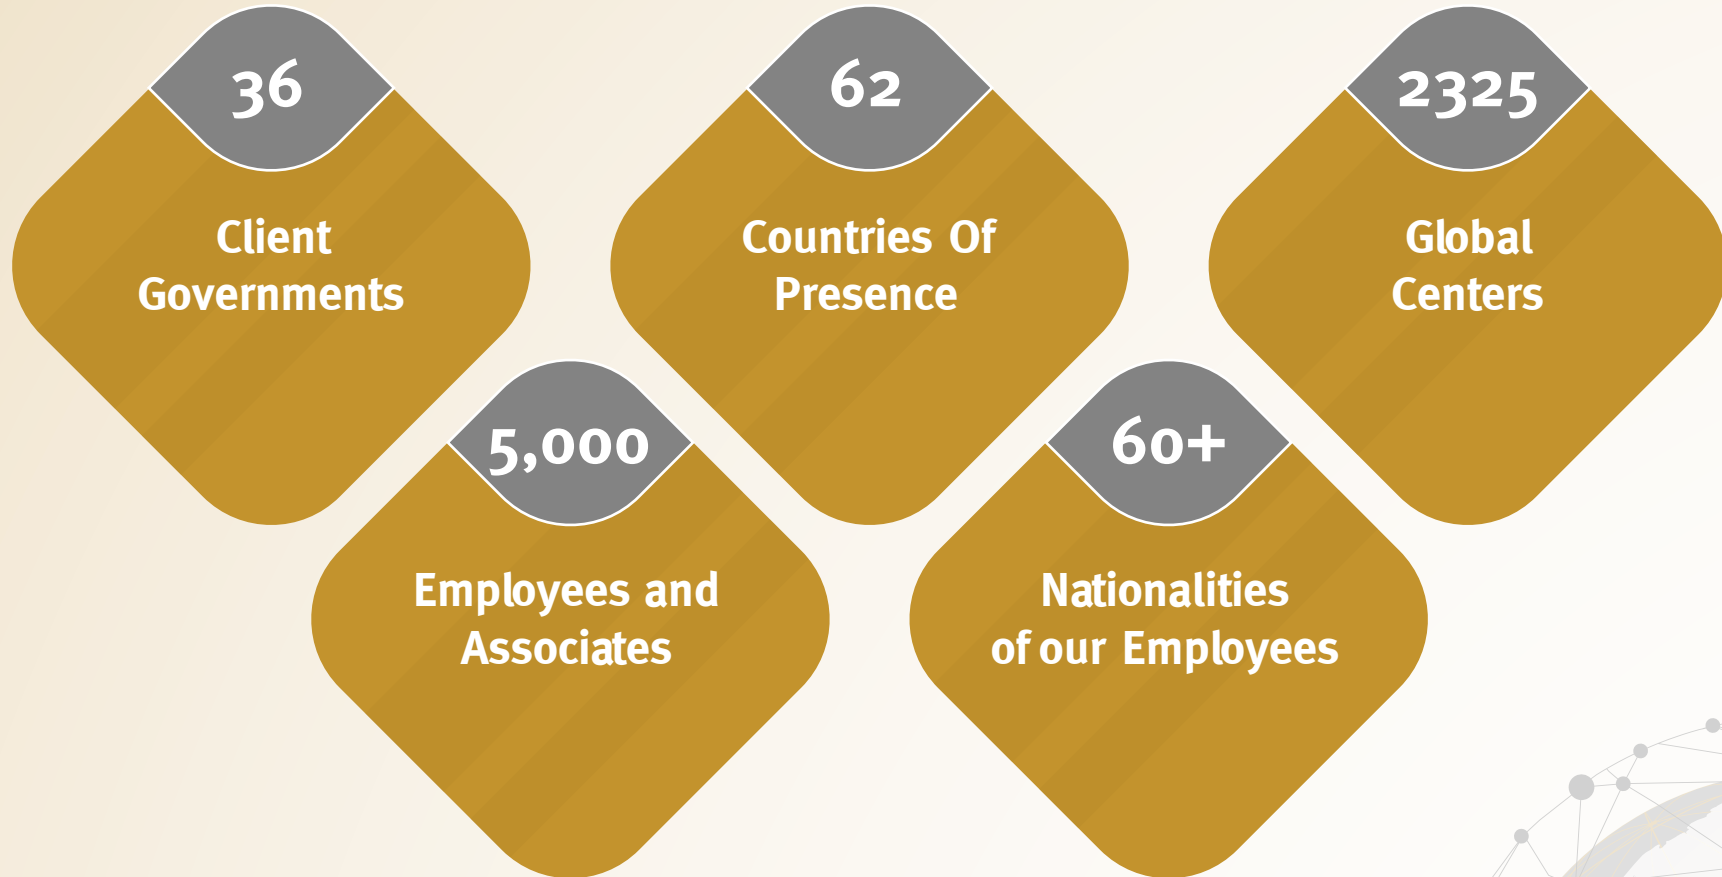 36
Client
Governments
62
Countries Of
Presence
2325
Global
Centers
5,000
Employees and
Associates
60+
Nationalities
of our Employees